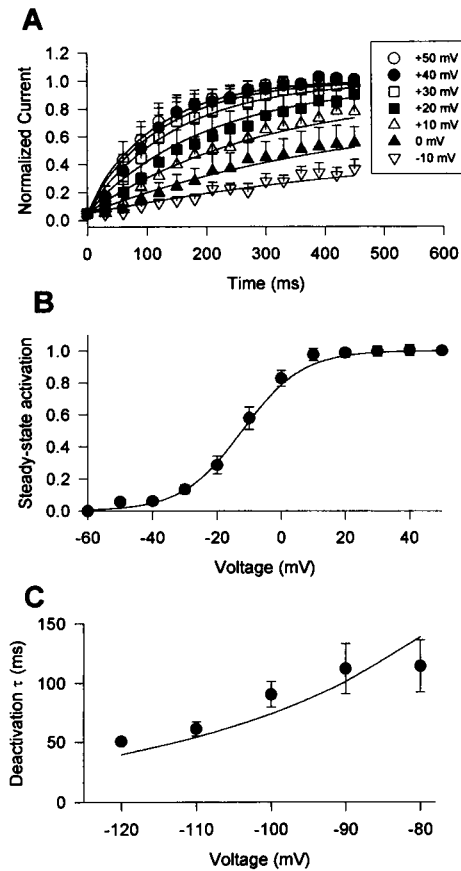 A
Normalized Current
1.2
1.0
0.8
0.6
0.4
0.2
0.0
0 100 200 300 400 500 600
Time (ms)
+50 mV
+40 mV
+30 mV
+20 mV
+10 mV
0 mV
-10 mV
B
Steady-state activation
1.0
0.8
0.6
0.4
0.2
0.0
-60 -40 -20 0 20 40
Voltage (mV)
C
Deactivation τ (ms)
150
100
50
0
-120 -110 -100 -90 -80
Voltage (mV)